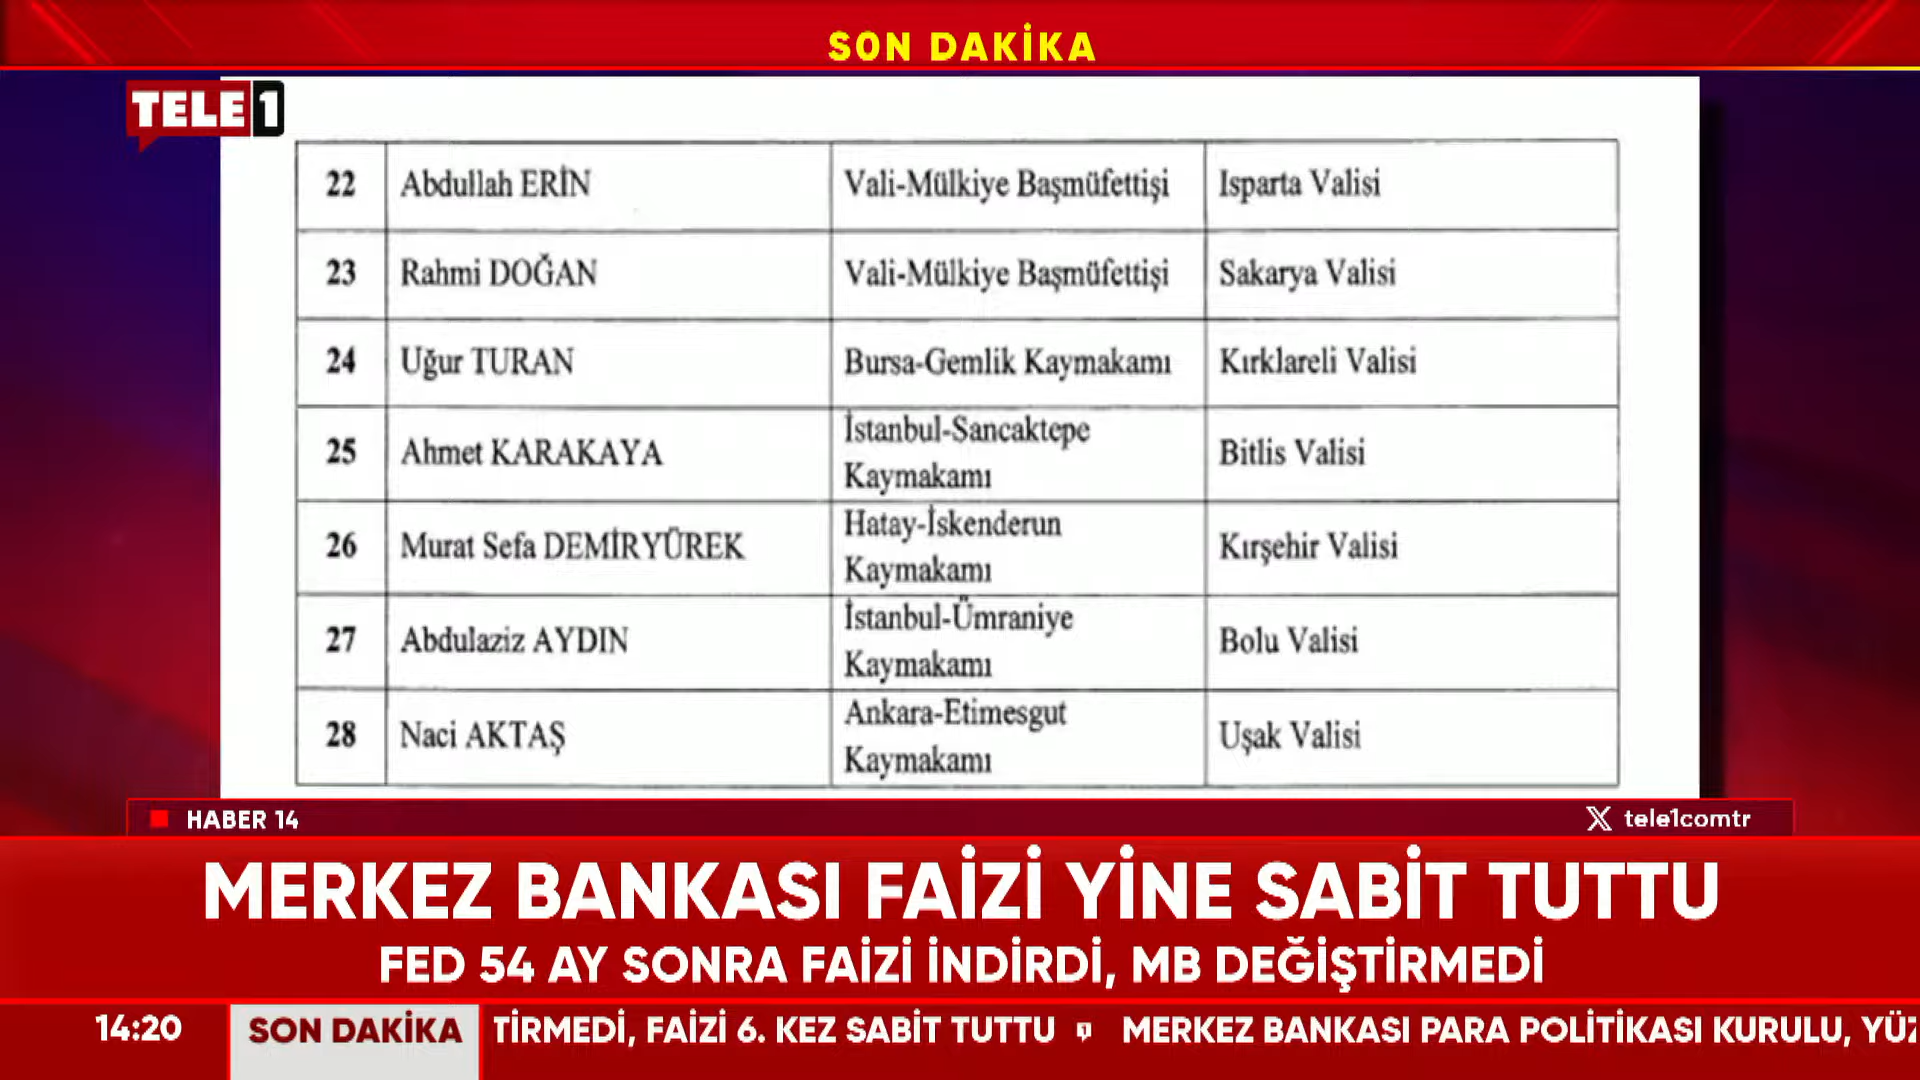 SON DAKİKA
TELE1
22 Abdullah ERİN Vali-Mülkiye Başmüfettişi Isparta Valisi
23 Rahmi DOĞAN Vali-Mülkiye Başmüfettişi Sakarya Valisi
24 Uğur TURAN Bursa-Gemlik Kaymakamı Kırklareli Valisi
25 Ahmet KARAKAYA İstanbul-Sancaktepe Kaymakamı Bitlis Valisi
26 Murat Sefa DEMİRYÜREK Hatay-İskenderun Kaymakamı Kırşehir Valisi
27 Abdulaziz AYDIN İstanbul-Ümraniye Kaymakamı Bolu Valisi
28 Naci AKTAŞ Ankara-Etimesgut Kaymakamı Uşak Valisi
HABER 14
X tele1comtr
MERKEZ BANKASI FAİZİ YİNE SABİT TUTTU
FED 54 AY SONRA FAİZİ İNDİRDİ, MB DEĞİŞTİRMEDİ
14:20 SON DAKİKA TİRMEDİ, FAİZİ 6. KEZ SABİT TUTTU MERKEZ BANKASI PARA POLİTİKASI KURULU, YÜZ